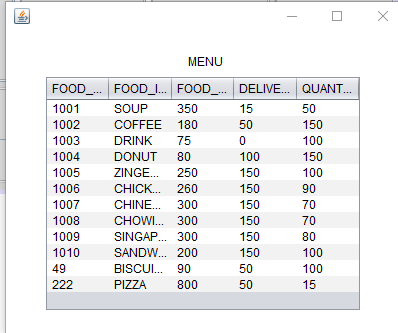 MENU
FOOD_... FOOD_I... FOOD_... DELIVE... QUANT...
1001 SOUP 350 15 50
1002 COFFEE 180 50 150
1003 DRINK 75 0 100
1004 DONUT 80 100 150
1005 ZINGE... 250 150 100
1006 CHICK... 260 150 90
1007 CHINE... 300 150 70
1008 CHOWI... 300 150 70
1009 SINGAP... 300 150 80
1010 SANDW... 200 150 100
49 BISCUI... 90 50 100
222 PIZZA 800 50 15